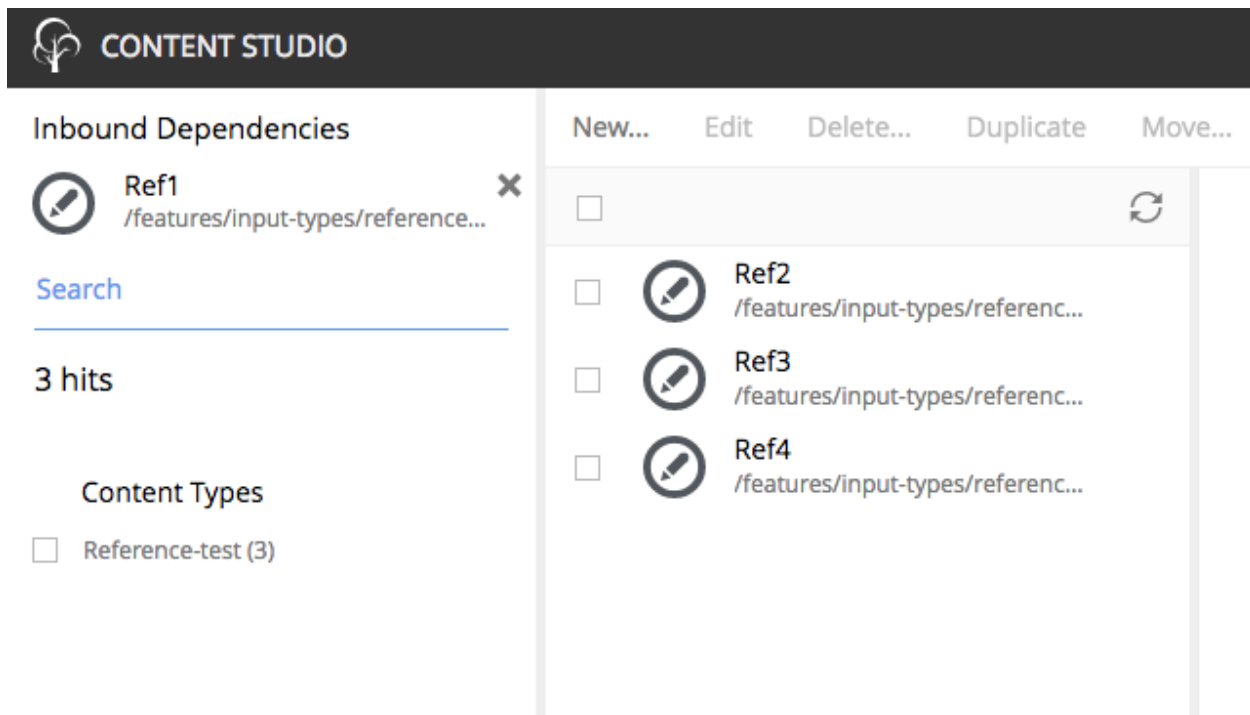 CONTENT STUDIO
Inbound Dependencies
Ref1
/features/input-types/reference...
Search
3 hits
Content Types
Reference-test (3)
New... Edit Delete... Duplicate Move...
Ref2
/features/input-types/referenc...
Ref3
/features/input-types/referenc...
Ref4
/features/input-types/referenc...